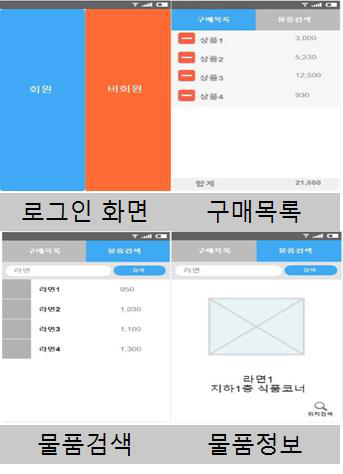 회원
비회원
로그인 화면
구매목록
물품검색
상품1
3,000
상품2
5,230
상품3
12,500
상품4
930
합계
21,660
구매목록
구매목록
물품검색
라면
검색
라면1
950
라면2
1,030
라면3
1,100
라면4
1,300
물품검색
구매목록
물품검색
라면
검색
라면1
지하1층 식품코너
위치검색
물품정보